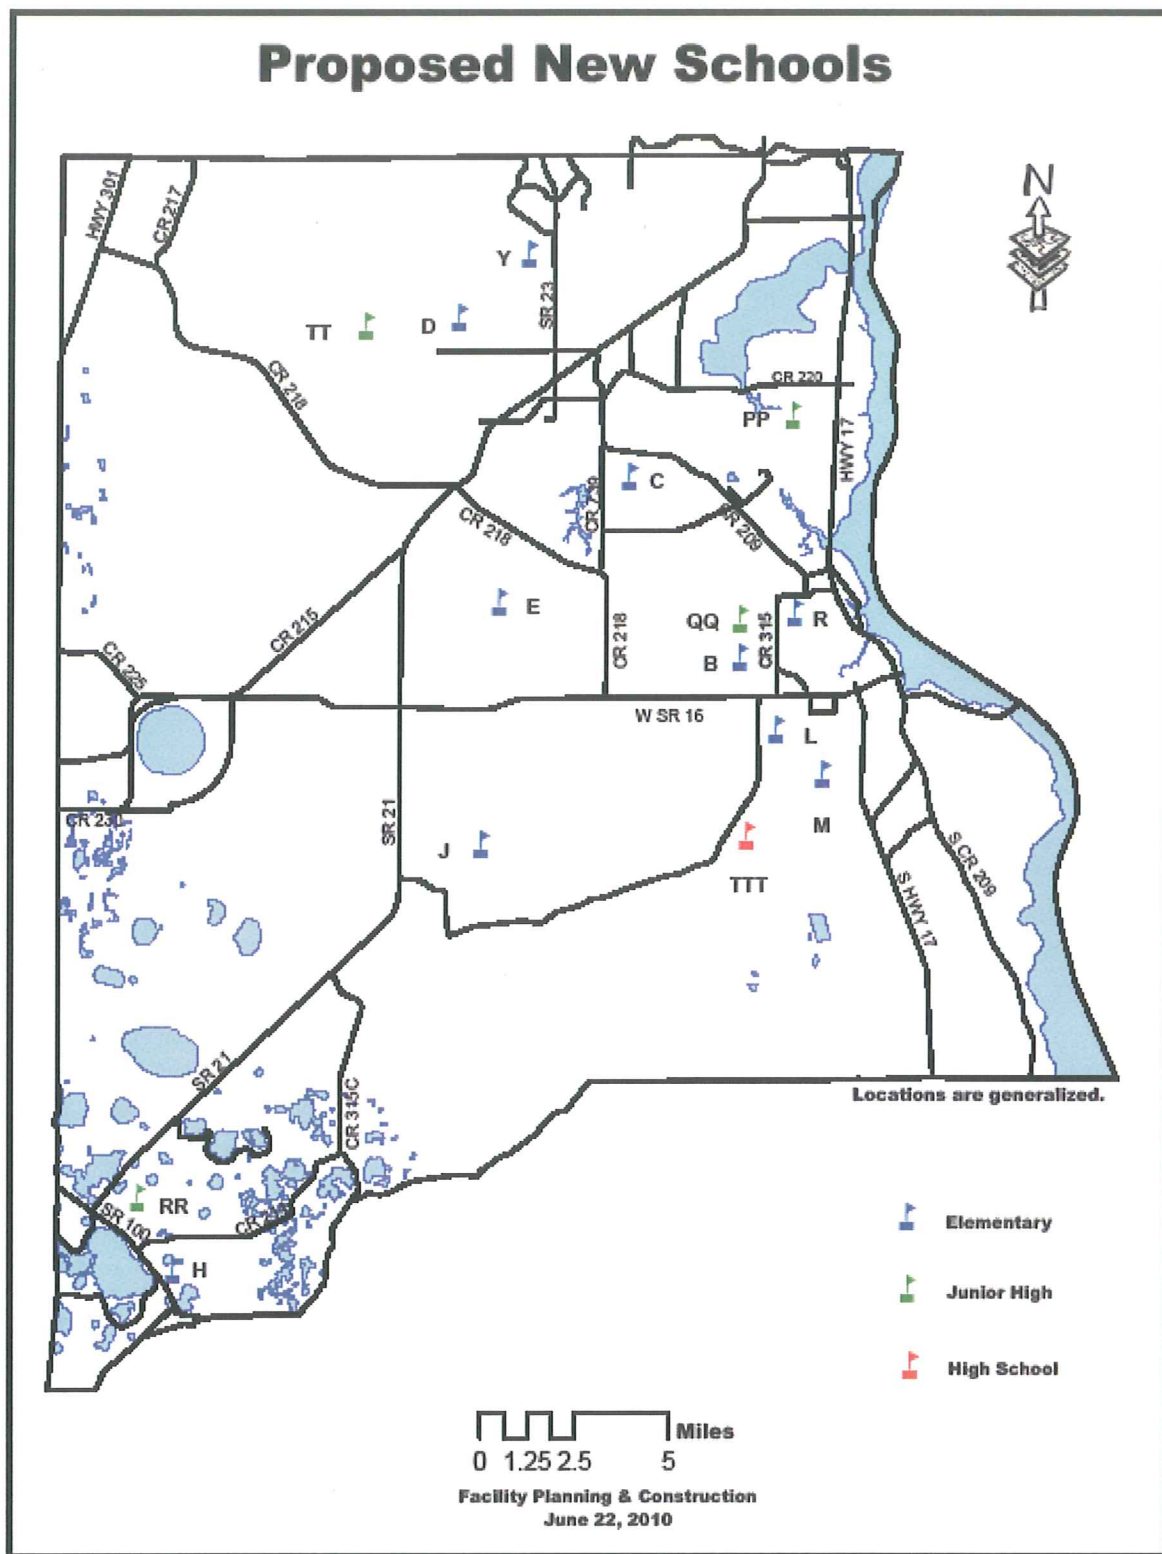 Proposed New Schools
N
HWY 301
CR 217
Y
SR 23
TT
D
CR 218
CR 220
PP
HWY 17
C
CR 739
CR 218
SR 209
E
CR 215
QQ
CR 315
R
CR 218
B
CR 225
W SR 16
L
M
CR 230
SR 21
J
TTT
S CR 209
S HWY 17
SR 21
CR 315C
Locations are generalized.
RR
SR 100
H
Elementary
Junior High
High School
Miles
0 1.25 2.5 5
Facility Planning & Construction
June 22, 2010